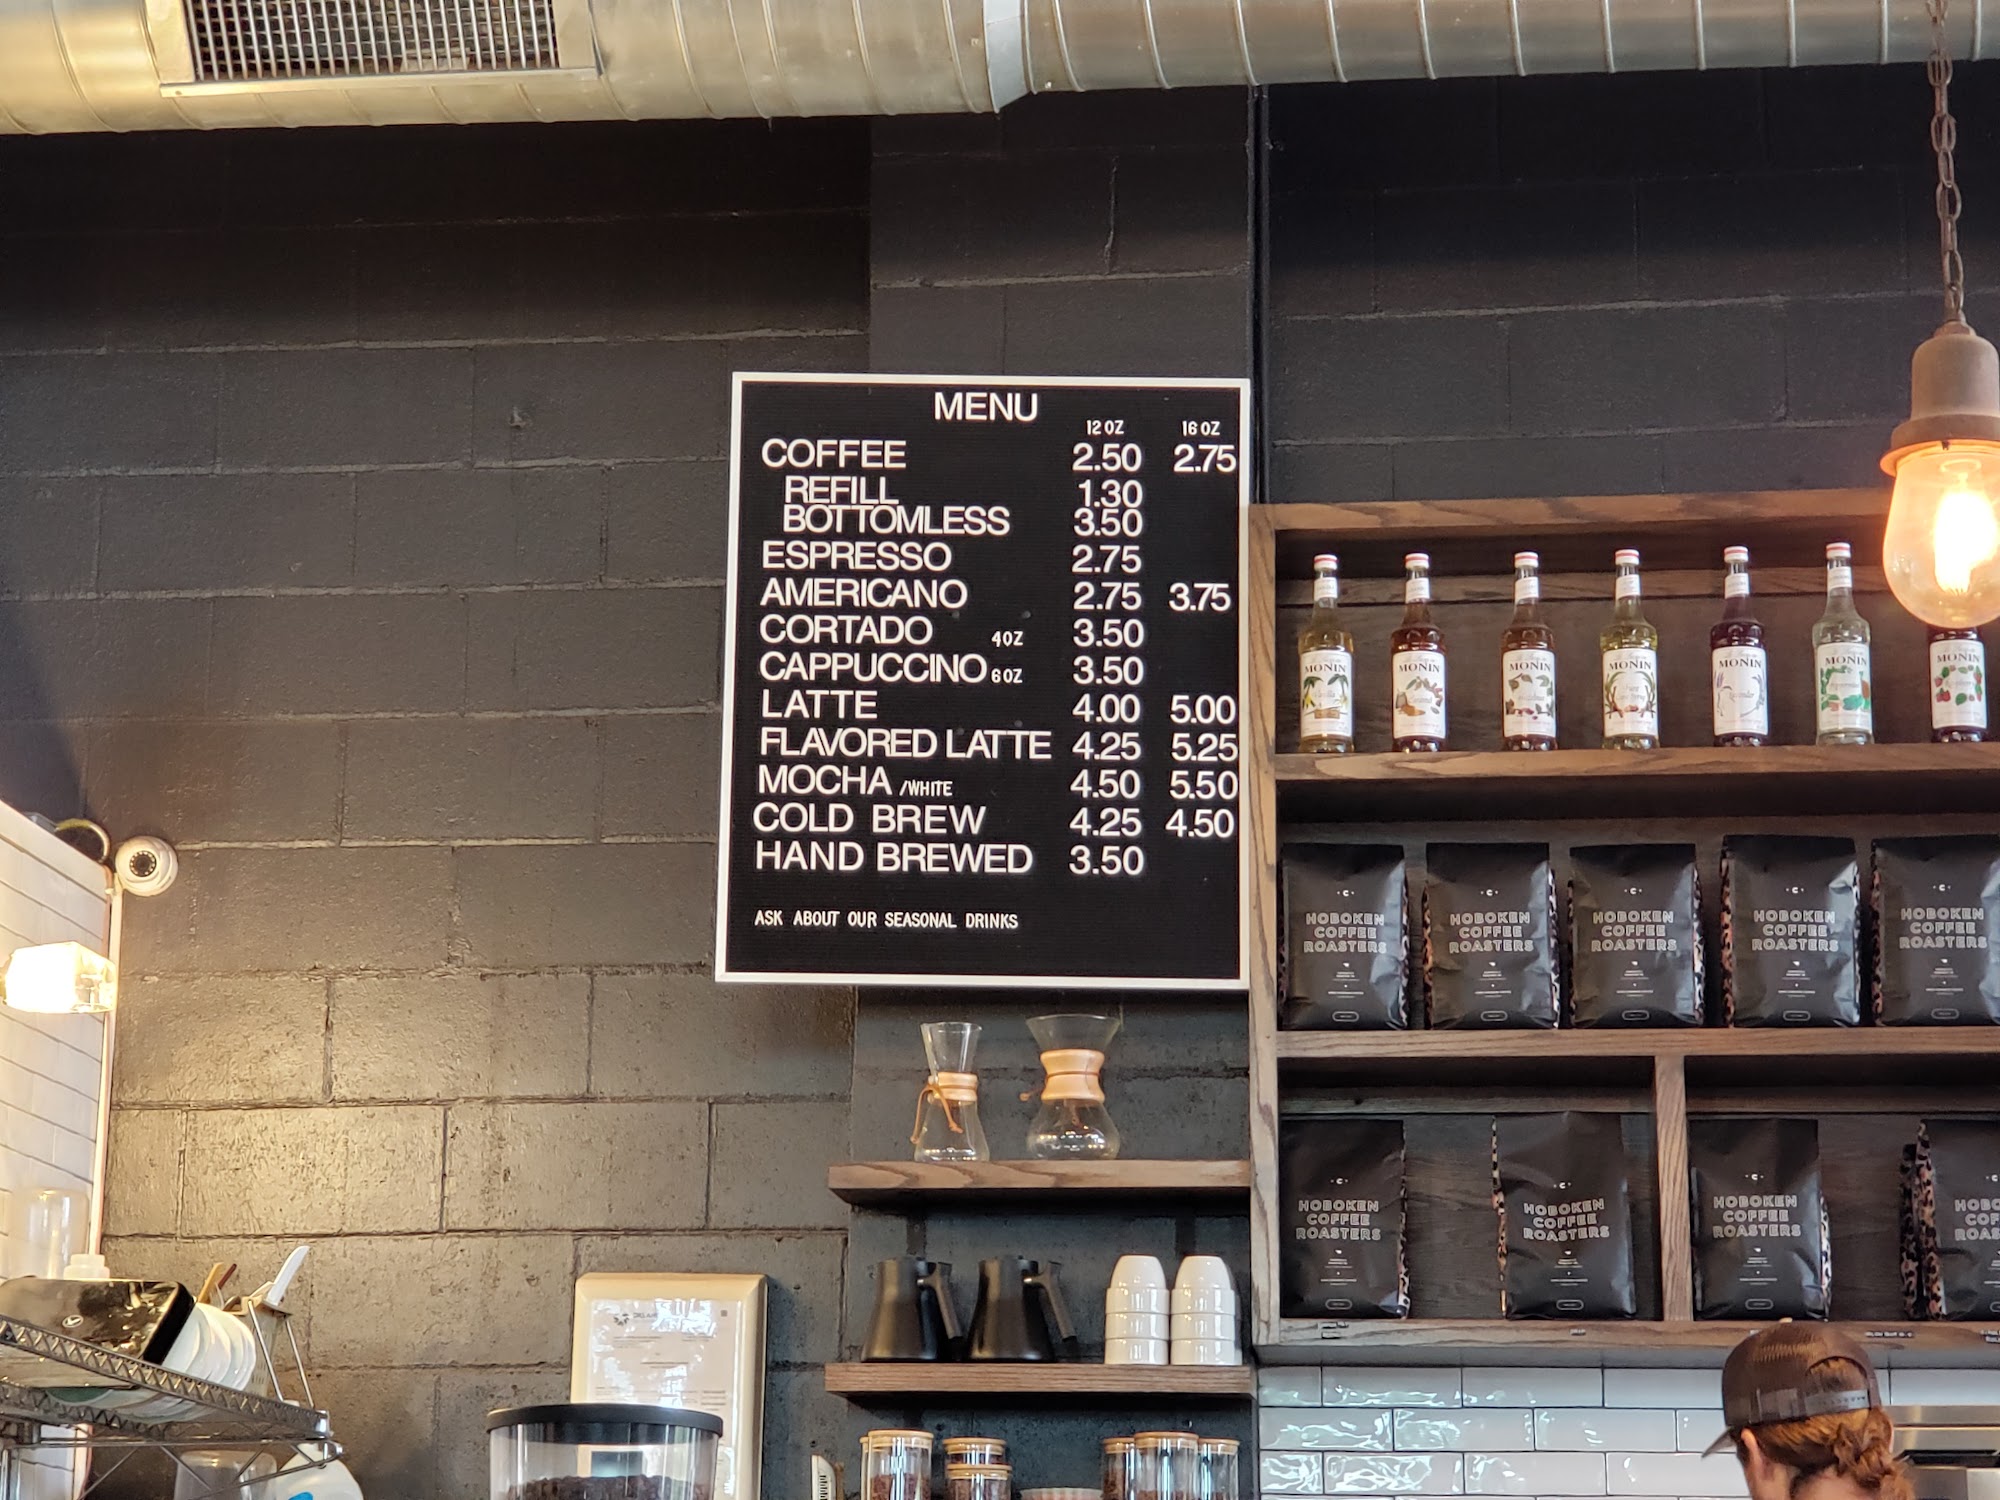 MENU
12 OZ 16 OZ
COFFEE 2.50 2.75
REFILL 1.30
BOTTOMLESS 3.50
ESPRESSO 2.75
AMERICANO 2.75 3.75
CORTADO 4OZ 3.50
CAPPUCCINO 6OZ 3.50
LATTE 4.00 5.00
FLAVORED LATTE 4.25 5.25
MOCHA /WHITE 4.50 5.50
COLD BREW 4.25 4.50
HAND BREWED 3.50
ASK ABOUT OUR SEASONAL DRINKS
MONIN MONIN MONIN MONIN MONIN MONIN MONIN
C
HOBOKEN
COFFEE
ROASTERS
C
HOBOKEN
COFFEE
ROASTERS
C
HOBOKEN
COFFEE
ROASTERS
C
HOBOKEN
COFFEE
ROASTERS
C
HOBOKEN
COFFEE
ROASTERS
C
HOBOKEN
COFFEE
ROASTERS
C
HOBOKEN
COFFEE
ROASTERS
C
HOBOKEN
COFFEE
ROASTERS